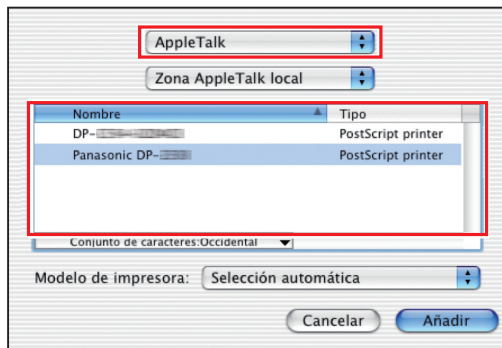 AppleTalk
Zona AppleTalk local
Nombre Tipo
DP- PostScript printer
Panasonic DP- PostScript printer
Conjunto de caracteres:Occidental
Modelo de impresora: Selección automática
Cancelar Añadir